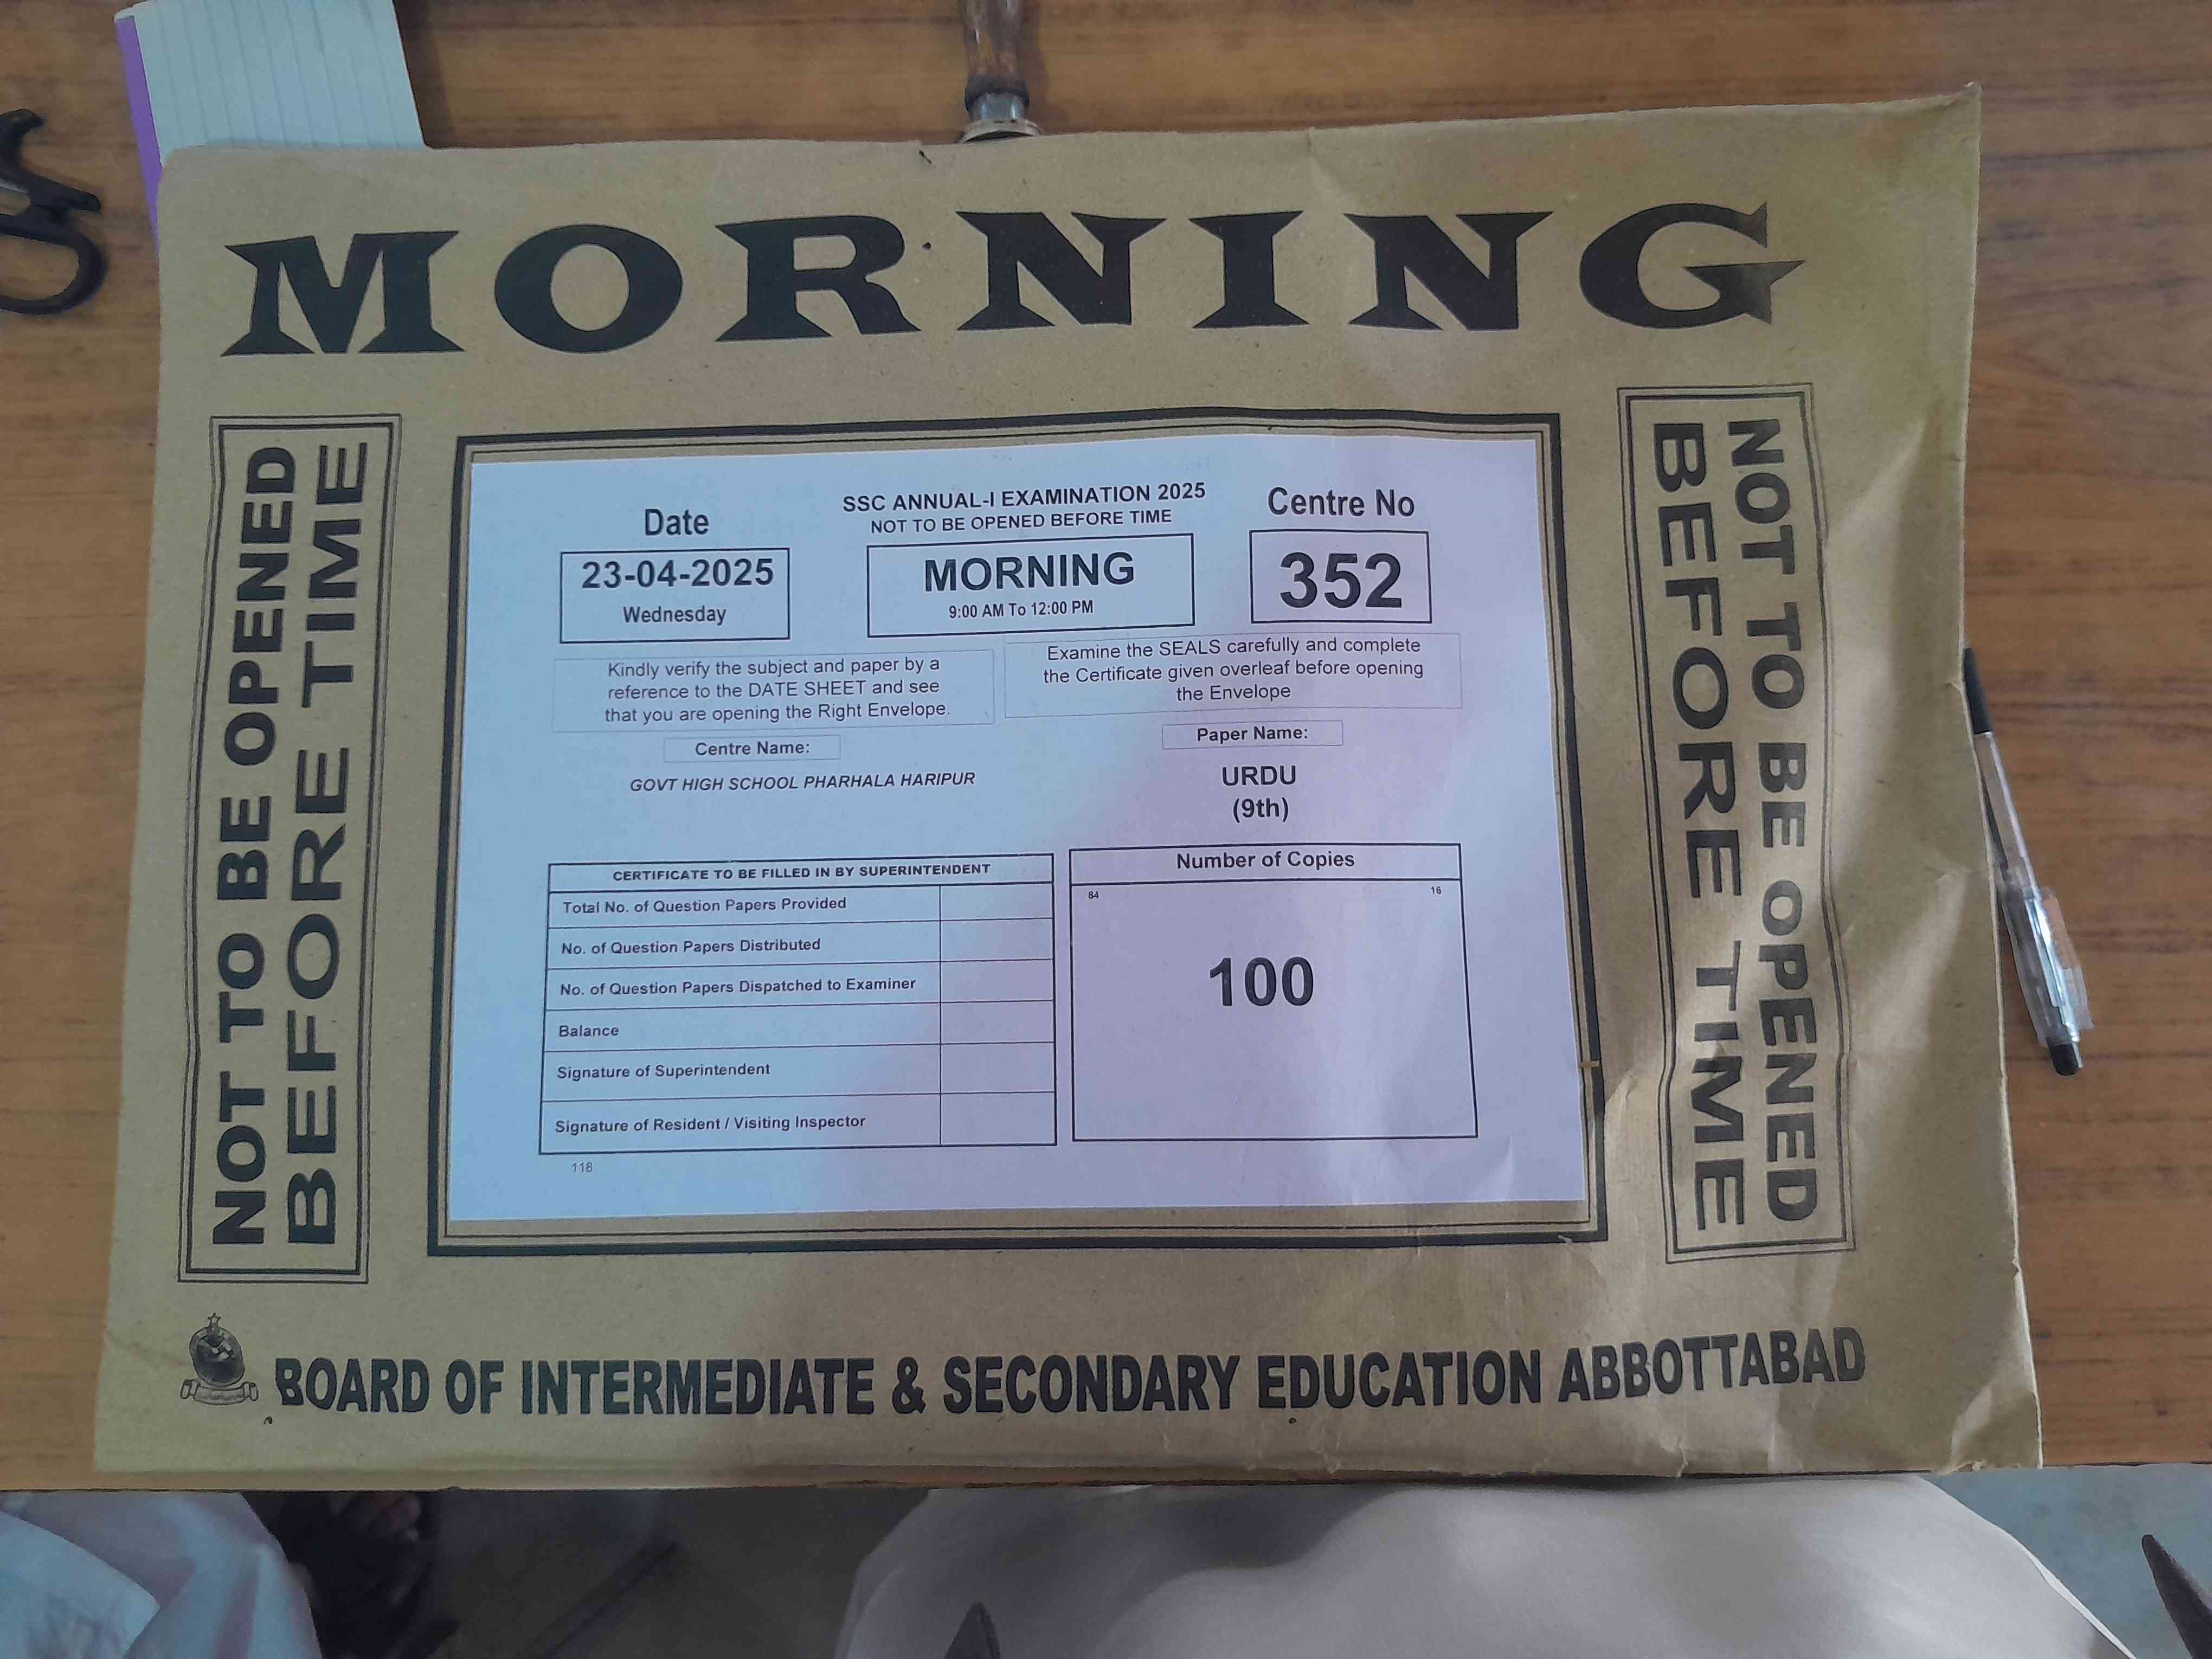 MORNING
NOT TO BE OPENED
BEFORE TIME
SSC ANNUAL-I EXAMINATION 2025
NOT TO BE OPENED BEFORE TIME
Date
23-04-2025
Wednesday
MORNING
9:00 AM To 12:00 PM
Centre No
352
Kindly verify the subject and paper by a
reference to the DATE SHEET and see
that you are opening the Right Envelope.
Examine the SEALS carefully and complete
the Certificate given overleaf before opening
the Envelope
Centre Name:
GOVT HIGH SCHOOL PHARHALA HARIPUR
Paper Name:
URDU
(9th)
CERTIFICATE TO BE FILLED IN BY SUPERINTENDENT
Total No. of Question Papers Provided
No. of Question Papers Distributed
No. of Question Papers Dispatched to Examiner
Balance
Signature of Superintendent
Signature of Resident / Visiting Inspector
118
Number of Copies
84 16
100
NOT TO BE OPENED
BEFORE TIME
BOARD OF INTERMEDIATE & SECONDARY EDUCATION ABBOTTABAD